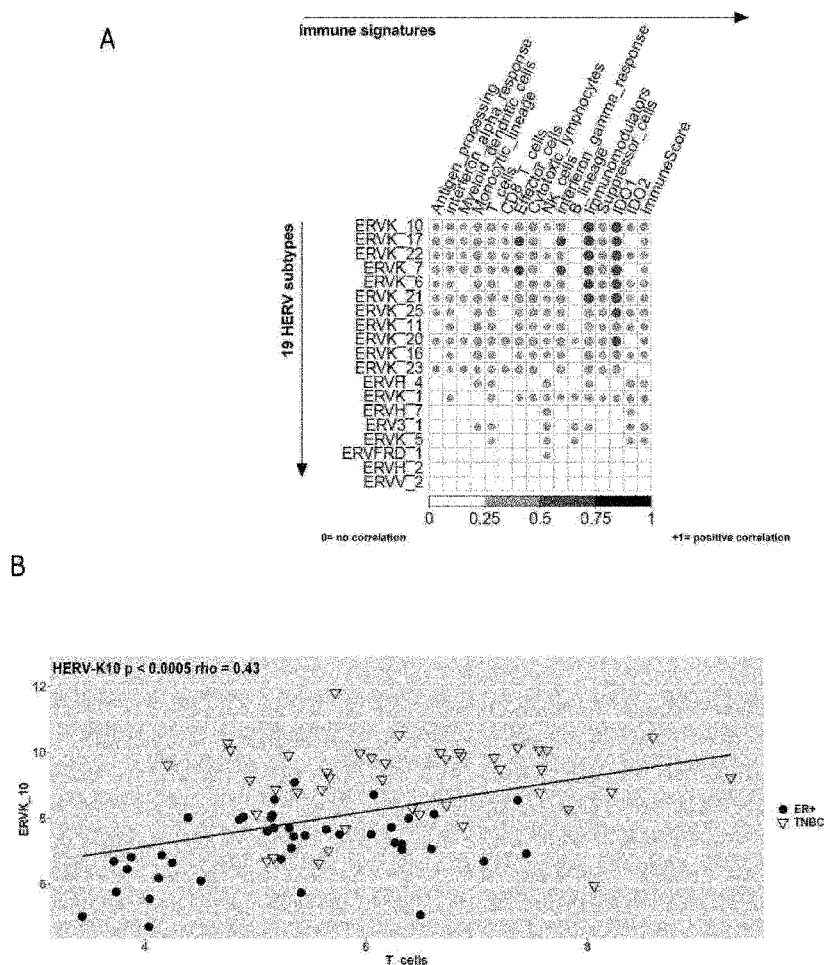 A
immune signatures
Antigen_processing
interferon_alpha_response
Myeloid_dendritic_cells
Monocytic_lineage
T_cells
CD8_T_cells
Effector_cells
Cytotoxic_lymphocytes
NK_cells
interferon_gamma_response
B_lineage
Immunomodulators
suppressor_cells
IDO1
IDO2
ImmuneScore
19 HERV subtypes
ERVK_10
ERVK_17
ERVK_22
ERVK_7
ERVK_6
ERVK_21
ERVK_25
ERVK_11
ERVK_20
ERVK_16
ERVK_23
ERVH_4
ERVK_1
ERVH_7
ERV3_1
ERVK_5
ERVFRD_1
ERVH_2
ERVV_2
0 0.25 0.5 0.75 1
0= no correlation +1= positive correlation
B
HERV-K10 p < 0.0005 rho = 0.43
12
10
8
6
ERVK_10
4 6 8
T_cells
ER+
TNBC